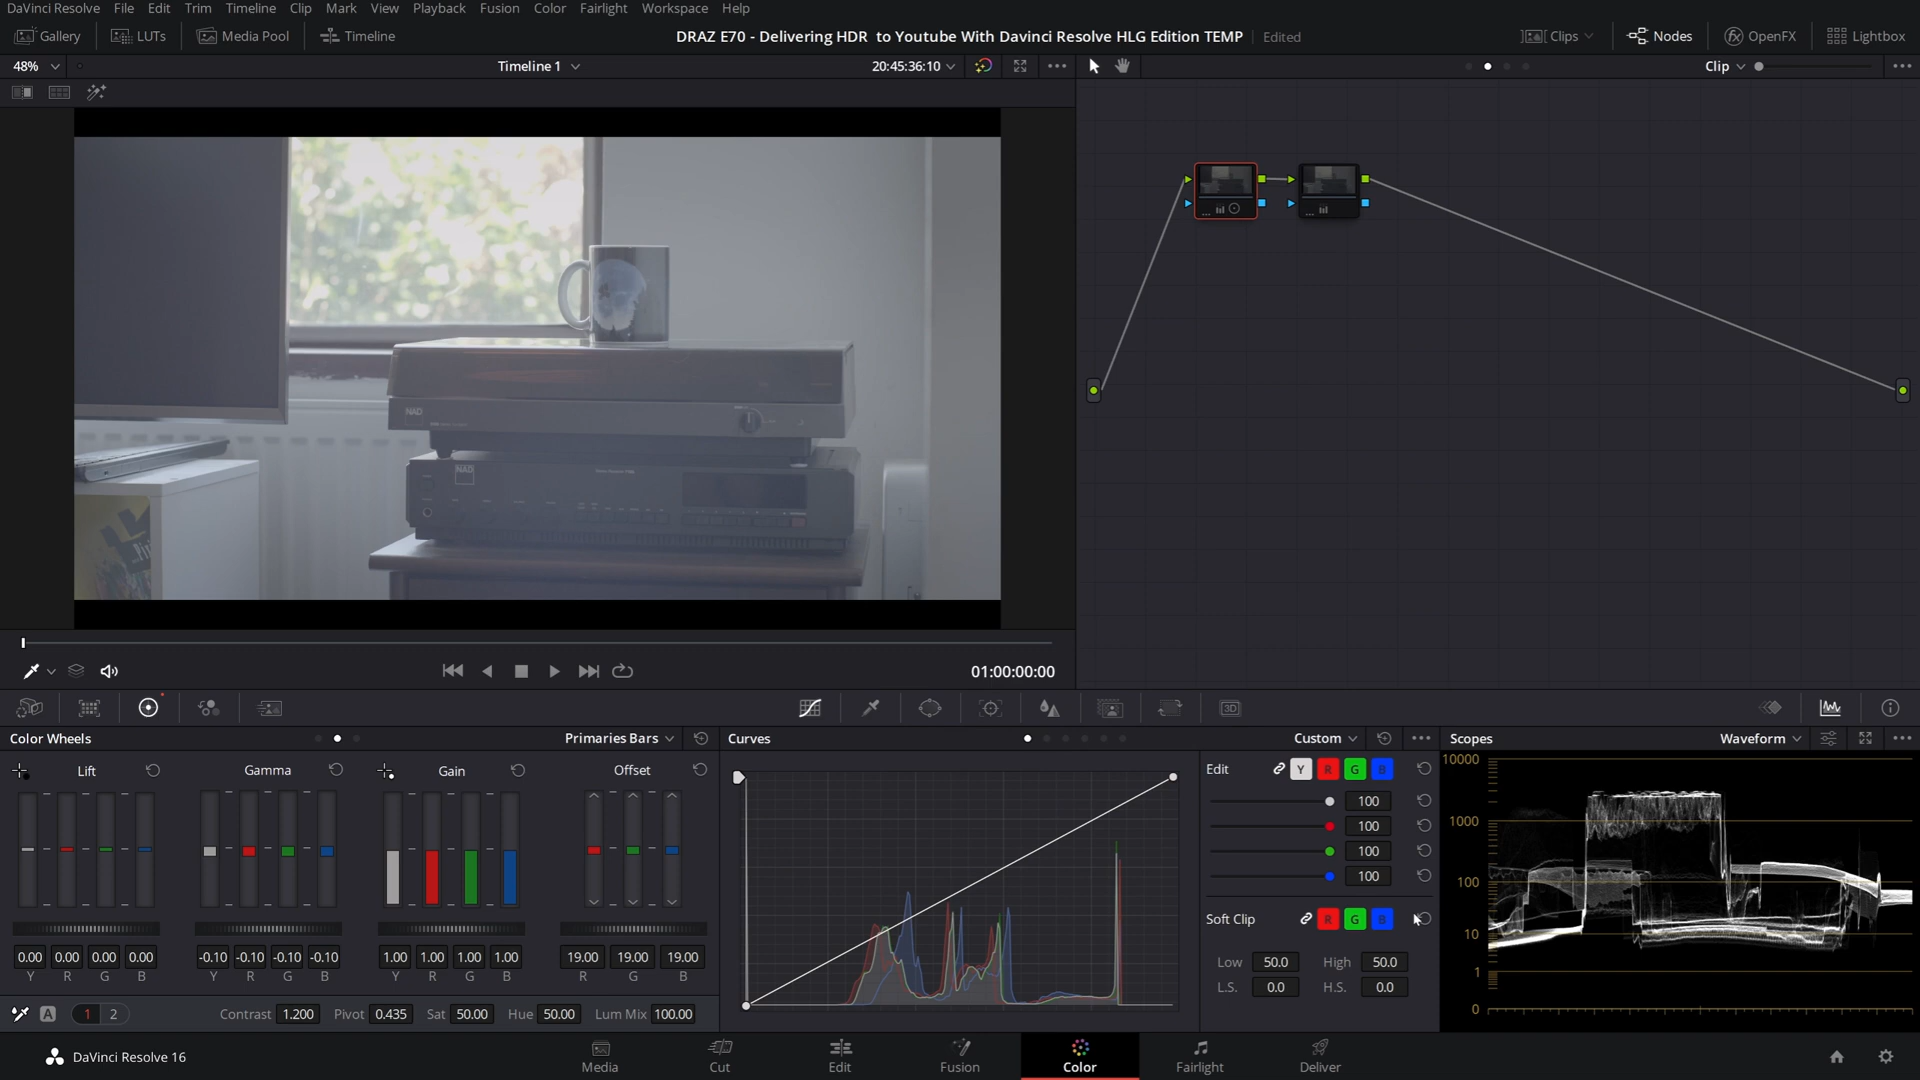 DaVinci Resolve File Edit Trim Timeline Clip Mark View Playback Fusion Color Fairlight Workspace Help
Gallery LUTs Media Pool Timeline DRAZ E70 - Delivering HDR to Youtube With Davinci Resolve HLG Edition TEMP Edited Clips Nodes OpenFX Lightbox
48% Timeline 1 20:45:36:10 Clip
NAD
NAD
01:00:00:00
3D
Color Wheels Primaries Bars Curves Custom Scopes Waveform
Lift Gamma Gain Offset Edit Y R G B 10000
100
100 1000
100
100 100
Soft Clip R G B
10
0.00 0.00 0.00 0.00 -0.10 -0.10 -0.10 -0.10 1.00 1.00 1.00 1.00 19.00 19.00 19.00 Low 50.0 High 50.0
Y R G B Y R G B Y R G B R G B 1
L.S. 0.0 H.S. 0.0
A 1 2 Contrast 1.200 Pivot 0.435 Sat 50.00 Hue 50.00 Lum Mix 100.00 0
DaVinci Resolve 16 Media Cut Edit Fusion Color Fairlight Deliver